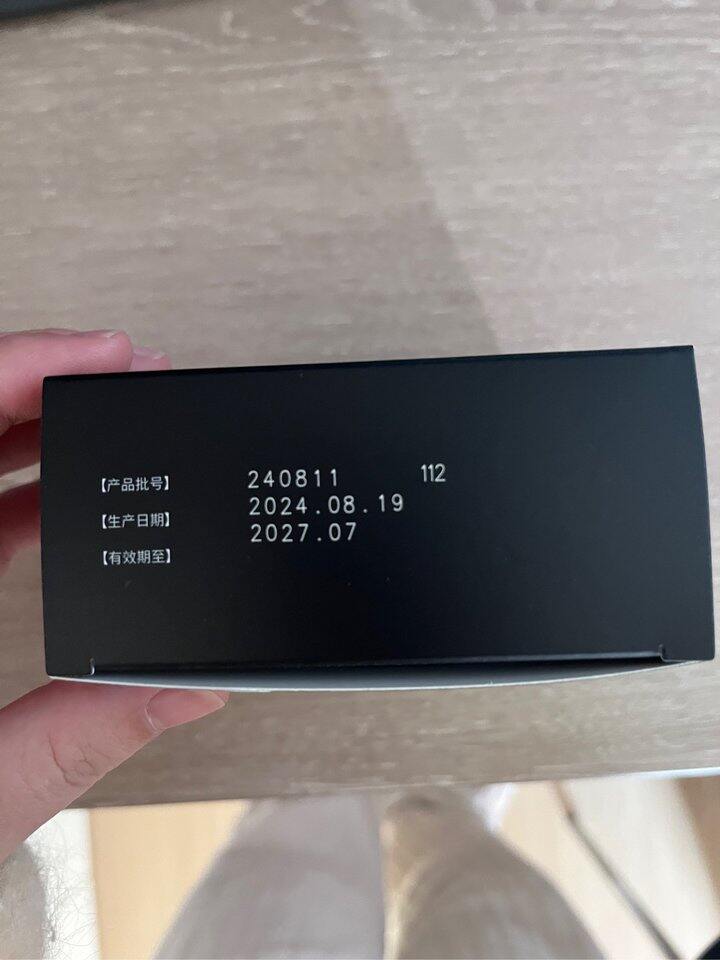 【产品批号】 240811 112
【生产日期】 2024.08.19
【有效期至】 2027.07